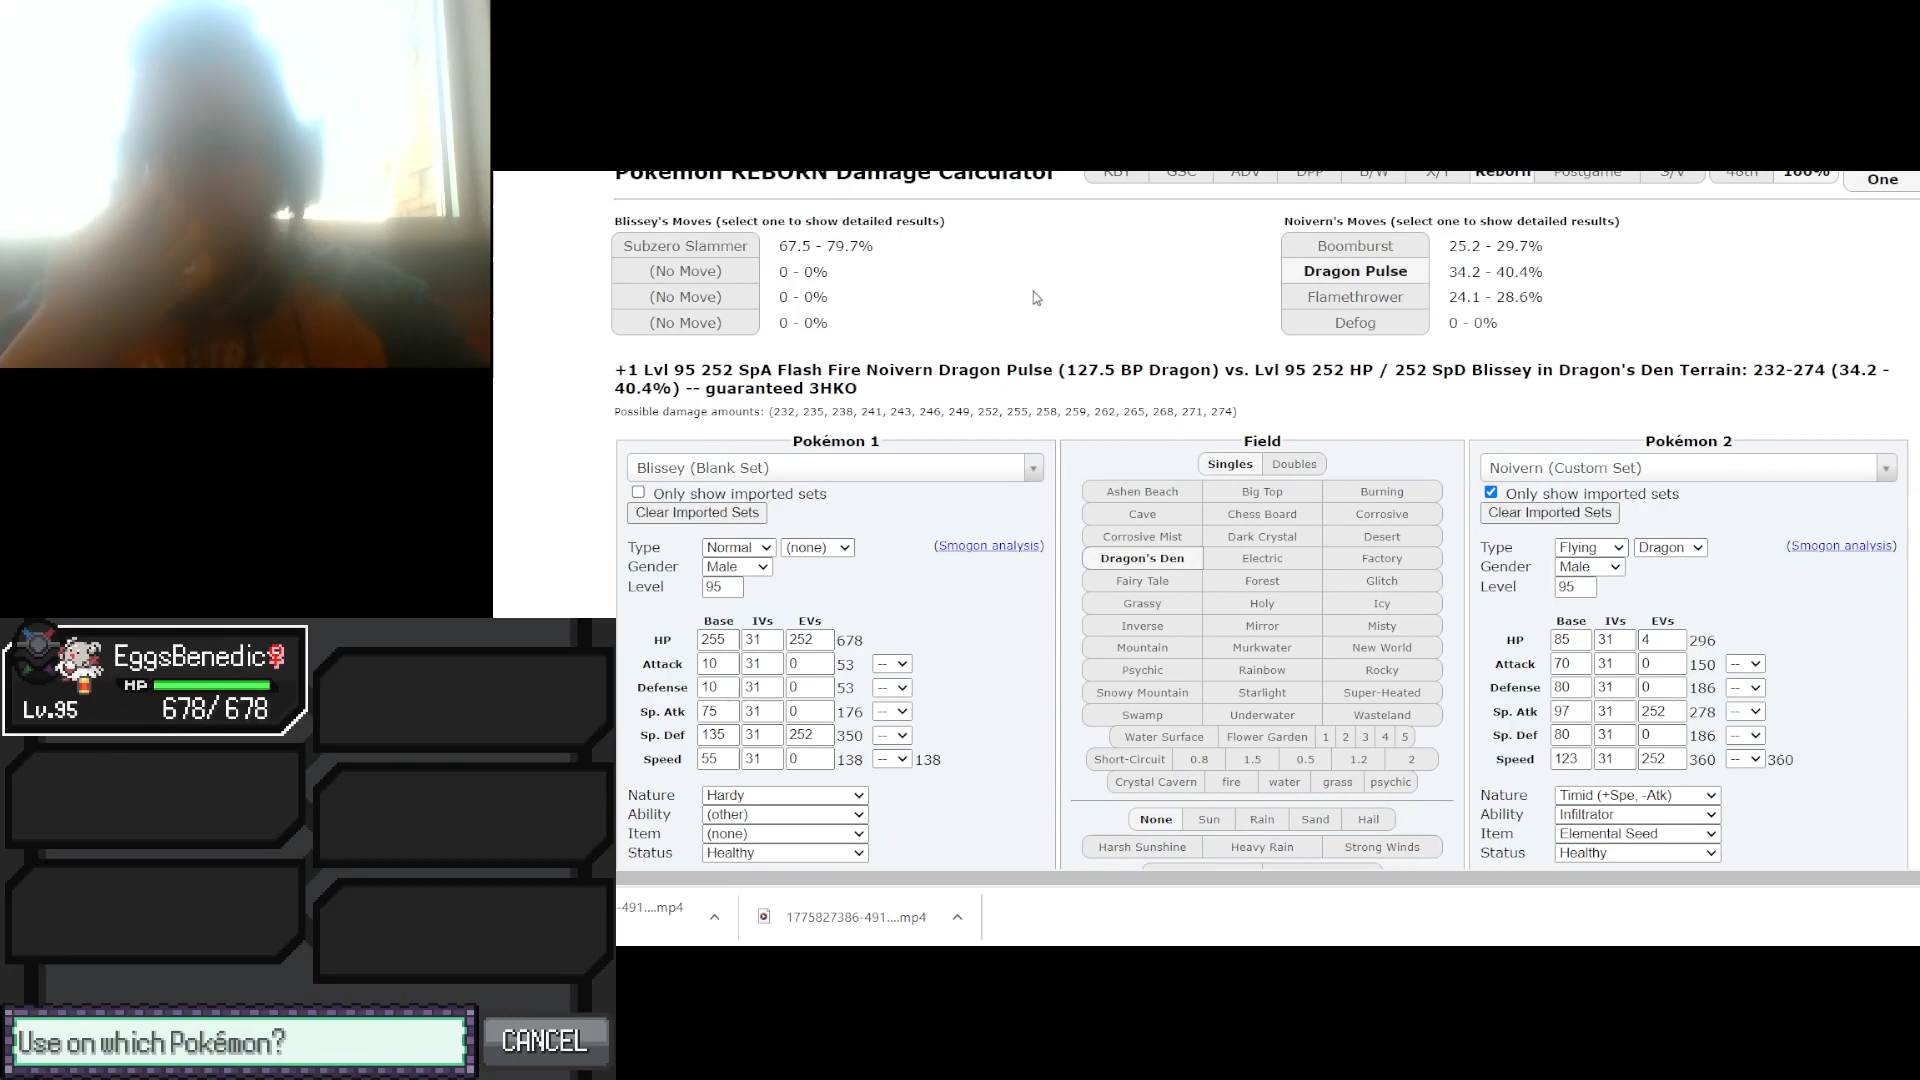 Pokémon REBORN Damage Calculator
RBY GSC ADV DPP B/W X/Y Reborn Postgame S/V 48th 100% One
Blissey's Moves (select one to show detailed results)
Subzero Slammer 67.5 - 79.7%
(No Move) 0 - 0%
(No Move) 0 - 0%
(No Move) 0 - 0%
Noivern's Moves (select one to show detailed results)
Boomburst 25.2 - 29.7%
Dragon Pulse 34.2 - 40.4%
Flamethrower 24.1 - 28.6%
Defog 0 - 0%
+1 Lvl 95 252 SpA Flash Fire Noivern Dragon Pulse (127.5 BP Dragon) vs. Lvl 95 252 HP / 252 SpD Blissey in Dragon's Den Terrain: 232-274 (34.2 -
40.4%) -- guaranteed 3HKO
Possible damage amounts: (232, 235, 238, 241, 243, 246, 249, 252, 255, 258, 259, 262, 265, 268, 271, 274)
Pokémon 1
Blissey (Blank Set)
Only show imported sets
Clear Imported Sets
Type Normal (none) (Smogon analysis)
Gender Male
Level 95
Base IVs EVs
HP 255 31 252 678
Attack 10 31 0 53 --
Defense 10 31 0 53 --
Sp. Atk 75 31 0 176 --
Sp. Def 135 31 252 350 --
Speed 55 31 0 138 -- 138
Nature Hardy
Ability (other)
Item (none)
Status Healthy
Field
Singles Doubles
Ashen Beach Big Top Burning
Cave Chess Board Corrosive
Corrosive Mist Dark Crystal Desert
Dragon's Den Electric Factory
Fairy Tale Forest Glitch
Grassy Holy Icy
Inverse Mirror Misty
Mountain Murkwater New World
Psychic Rainbow Rocky
Snowy Mountain Starlight Super-Heated
Swamp Underwater Wasteland
Water Surface Flower Garden 1 2 3 4 5
Short-Circuit 0.8 1.5 0.5 1.2 2
Crystal Cavern fire water grass psychic
None Sun Rain Sand Hail
Harsh Sunshine Heavy Rain Strong Winds
Pokémon 2
Noivern (Custom Set)
Only show imported sets
Clear Imported Sets
Type Flying Dragon (Smogon analysis)
Gender Male
Level 95
Base IVs EVs
HP 85 31 4 296
Attack 70 31 0 150 --
Defense 80 31 0 186 --
Sp. Atk 97 31 252 278 --
Sp. Def 80 31 0 186 --
Speed 123 31 252 360 -- 360
Nature Timid (+Spe, -Atk)
Ability Infiltrator
Item Elemental Seed
Status Healthy
-491....mp4
1775827386-491....mp4
EggsBenedic♀
HP
Lv.95 678/678
Use on which Pokémon?
CANCEL